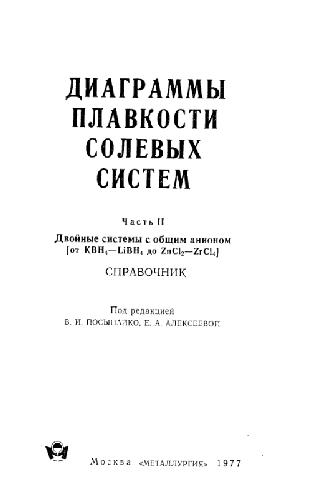 ДИАГРАММЫ
ПЛАВКОСТИ
СОЛЕВЫХ
СИСТЕМ
Часть II
Двойные системы с общим анионом
[от KBH₄—LiBH₄ до ZnCl₂—ZrCl₄]
СПРАВОЧНИК
Под редакцией
В. И. ПОСЫПАЙКО, Е. А. АЛЕКСЕЕВОЙ
Москва «МЕТАЛЛУРГИЯ» 1977